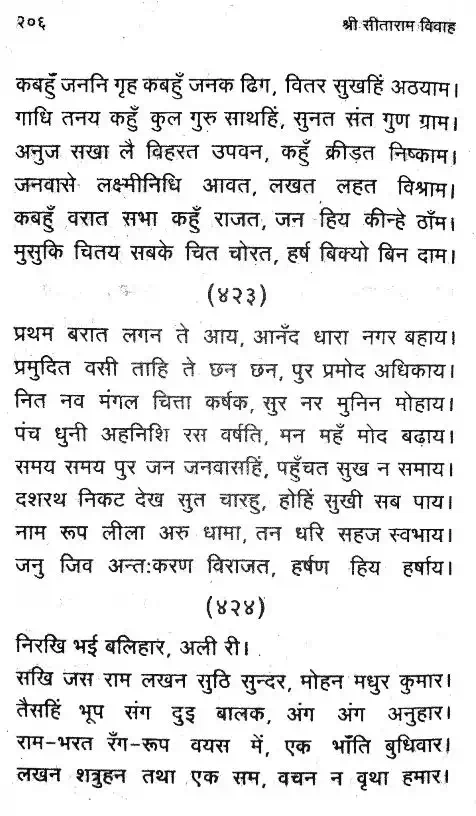 २०६ श्री सीताराम विवाह
कबहुँ जननि गृह कबहुँ जनक ढिग, वितर सुखहिं अठयाम।
गाधि तनय कहुँ कुल गुरु साथहिं, सुनत संत गुण ग्राम।
अनुज सखा लै विहरत उपवन, कहुँ क्रीड़त निष्काम।
जनवासे लक्ष्मीनिधि आवत, लखत लहत विश्राम।
कबहुँ वरात सभा कहुँ राजत, जन हिय कीन्हे ठाँम।
मुसुकि चितय सबके चित चोरत, हर्ष बिक्यो बिन दाम।
(४२३)
प्रथम बरात लगन ते आय, आनँद धारा नगर बहाय।
प्रमुदित वसी ताहि ते छन छन, पुर प्रमोद अधिकाय।
नित नव मंगल चित्ता कर्षक, सुर नर मुनिन मोहाय।
पंच धुनी अहनिशि रस वर्षति, मन महँ मोद बढ़ाय।
समय समय पुर जन जनवासहिं, पहुँचत सुख न समाय।
दशरथ निकट देख सुत चारहु, होहिं सुखी सब पाय।
नाम रूप लीला अरु धामा, तन धरि सहज स्वभाय।
जनु जिव अन्त:करण विराजत, हर्षण हिय हर्षाय।
(४२४)
निरखि भई बलिहार, अली री।
सखि जस राम लखन सुठि सुन्दर, मोहन मधुर कुमार।
तैसहिं भूप संग दुइ बालक, अंग अंग अनुहार।
राम-भरत रँग-रूप वयस में, एक भाँति बुधिवार।
लखन शत्रुहन तथा एक सम, वचन न वृथा हमार।